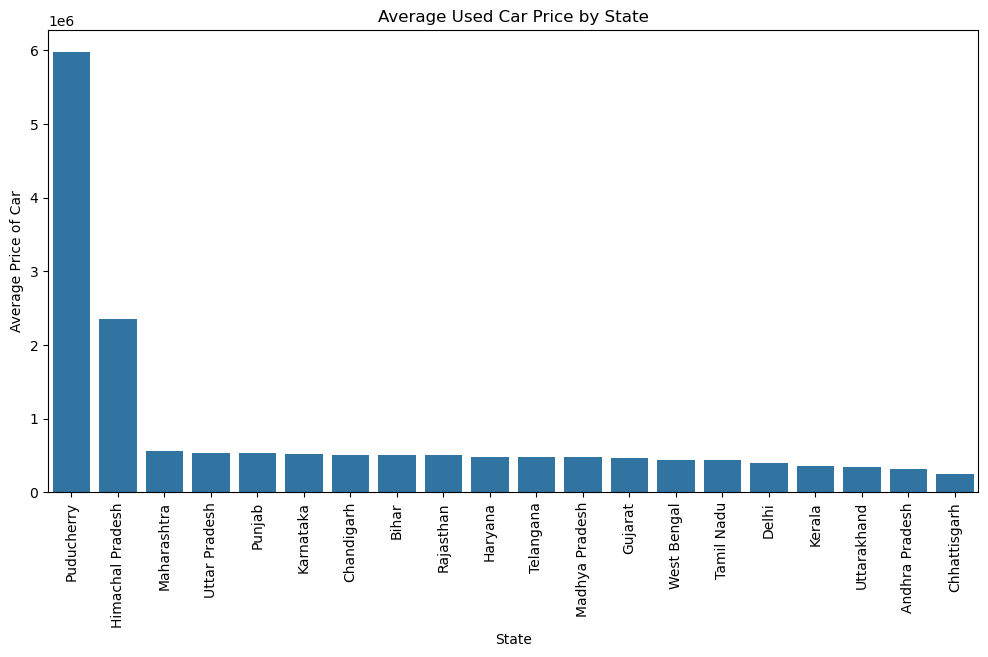 Average Used Car Price by State
1e6
Average Price of Car
6
5
4
3
2
1
0
Puducherry
Himachal Pradesh
Maharashtra
Uttar Pradesh
Punjab
Karnataka
Chandigarh
Bihar
Rajasthan
Haryana
Telangana
Madhya Pradesh
Gujarat
West Bengal
Tamil Nadu
Delhi
Kerala
Uttarakhand
Andhra Pradesh
Chhattisgarh
State